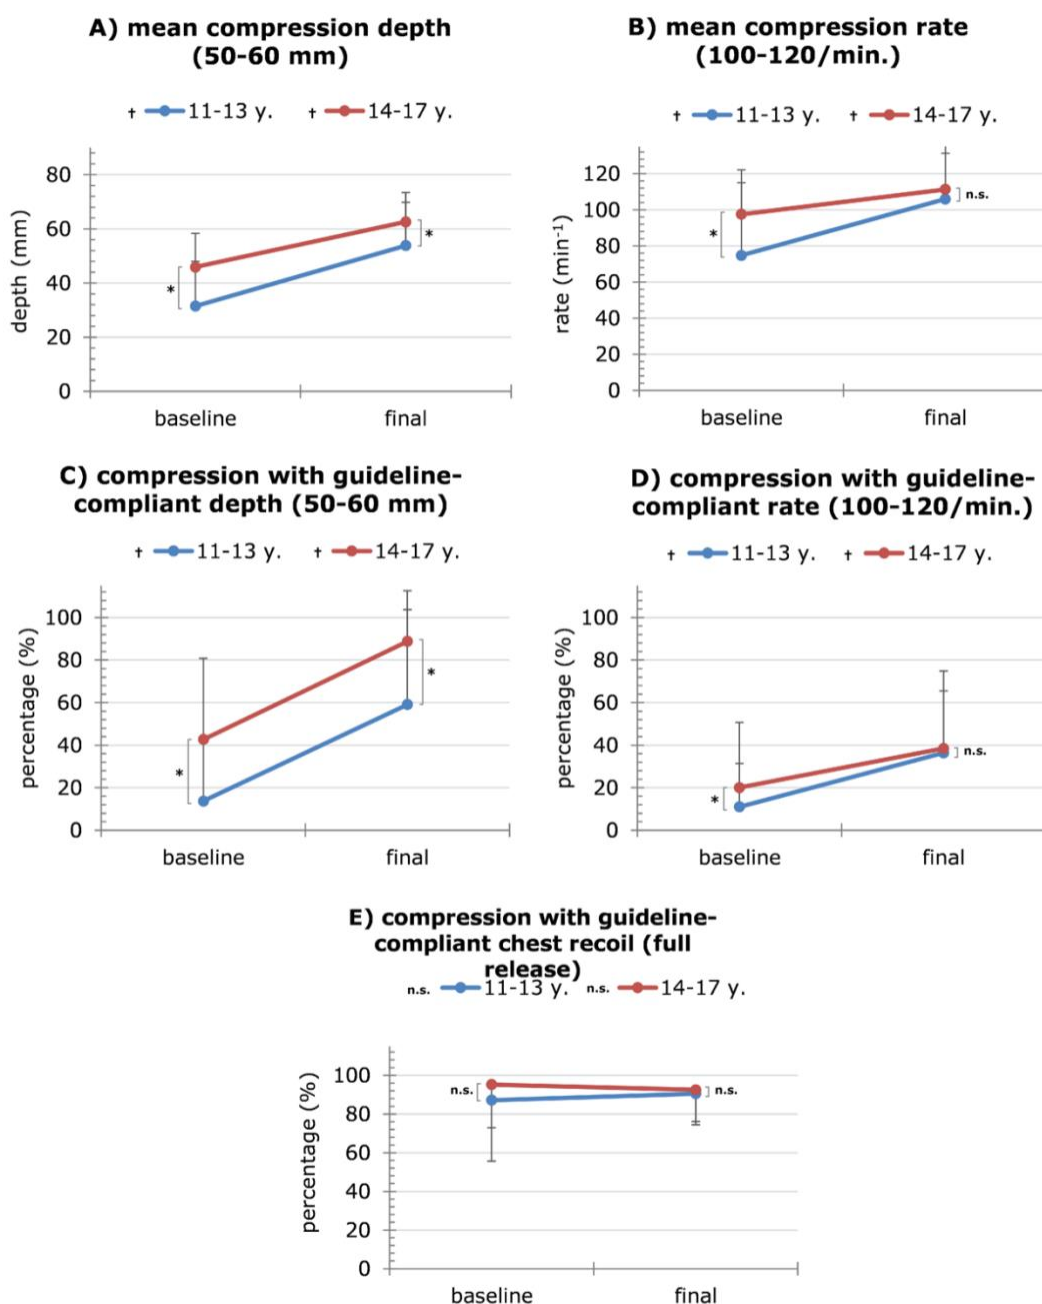 A) mean compression depth
(50-60 mm)
† 11-13 y. † 14-17 y.
80
60
40
20
0
depth (mm)
*
*
baseline final
B) mean compression rate
(100-120/min.)
† 11-13 y. † 14-17 y.
120
100
80
60
40
20
0
rate (min⁻¹)
*
n.s.
baseline final
C) compression with guideline-
compliant depth (50-60 mm)
† 11-13 y. † 14-17 y.
100
80
60
40
20
0
percentage (%)
*
*
baseline final
D) compression with guideline-
compliant rate (100-120/min.)
† 11-13 y. † 14-17 y.
100
80
60
40
20
0
percentage (%)
*
n.s.
baseline final
E) compression with guideline-
compliant chest recoil (full
release)
n.s. 11-13 y. n.s. 14-17 y.
100
80
60
40
20
0
percentage (%)
n.s.
n.s.
baseline final